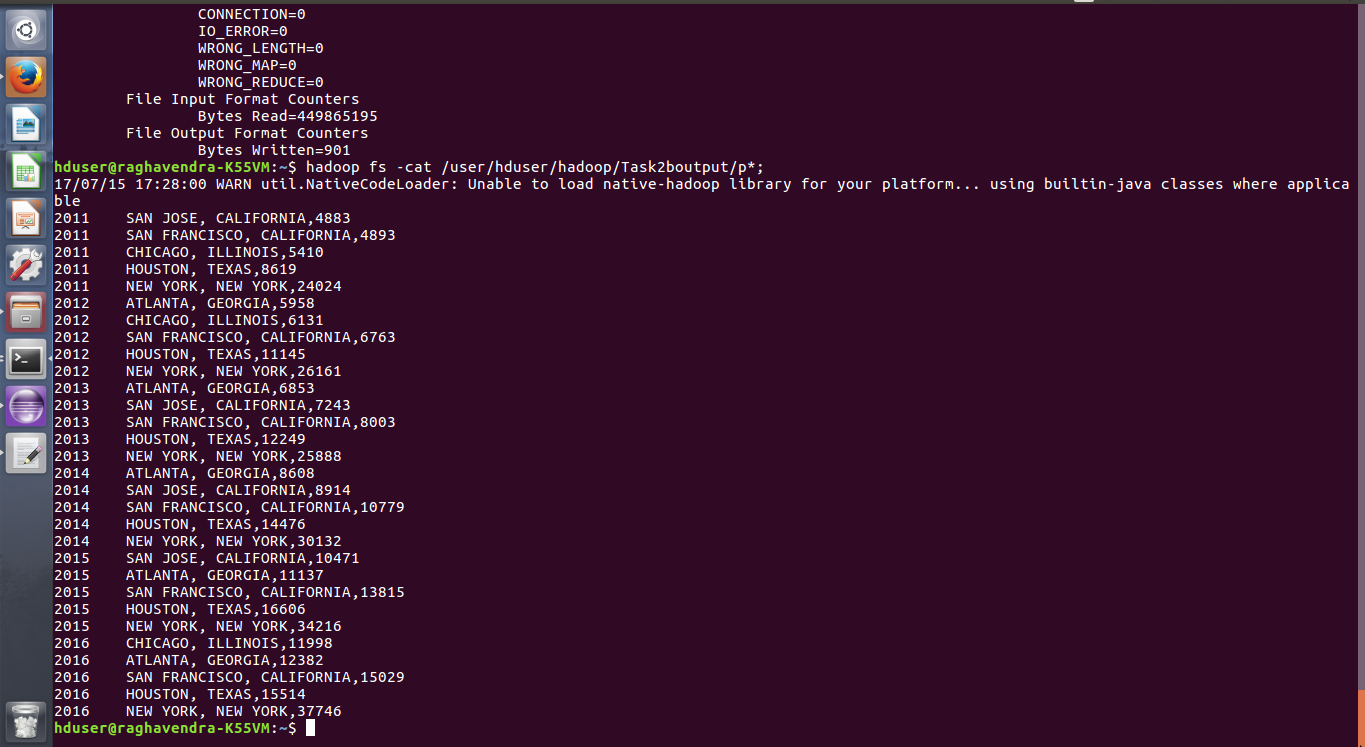 CONNECTION=0
IO_ERROR=0
WRONG_LENGTH=0
WRONG_MAP=0
WRONG_REDUCE=0
File Input Format Counters
Bytes Read=449865195
File Output Format Counters
Bytes Written=901
hduser@raghavendra-K55VM:~$ hadoop fs -cat /user/hduser/hadoop/Task2boutput/p*;
17/07/15 17:28:00 WARN util.NativeCodeLoader: Unable to load native-hadoop library for your platform... using builtin-java classes where applica
ble
2011 SAN JOSE, CALIFORNIA,4883
2011 SAN FRANCISCO, CALIFORNIA,4893
2011 CHICAGO, ILLINOIS,5410
2011 HOUSTON, TEXAS,8619
2011 NEW YORK, NEW YORK,24024
2012 ATLANTA, GEORGIA,5958
2012 CHICAGO, ILLINOIS,6131
2012 SAN FRANCISCO, CALIFORNIA,6763
2012 HOUSTON, TEXAS,11145
2012 NEW YORK, NEW YORK,26161
2013 ATLANTA, GEORGIA,6853
2013 SAN JOSE, CALIFORNIA,7243
2013 SAN FRANCISCO, CALIFORNIA,8003
2013 HOUSTON, TEXAS,12249
2013 NEW YORK, NEW YORK,25888
2014 ATLANTA, GEORGIA,8608
2014 SAN JOSE, CALIFORNIA,8914
2014 SAN FRANCISCO, CALIFORNIA,10779
2014 HOUSTON, TEXAS,14476
2014 NEW YORK, NEW YORK,30132
2015 SAN JOSE, CALIFORNIA,10471
2015 ATLANTA, GEORGIA,11137
2015 SAN FRANCISCO, CALIFORNIA,13815
2015 HOUSTON, TEXAS,16606
2015 NEW YORK, NEW YORK,34216
2016 CHICAGO, ILLINOIS,11998
2016 ATLANTA, GEORGIA,12382
2016 SAN FRANCISCO, CALIFORNIA,15029
2016 HOUSTON, TEXAS,15514
2016 NEW YORK, NEW YORK,37746
hduser@raghavendra-K55VM:~$